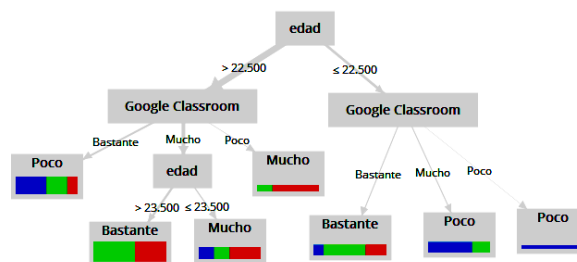 edad
> 22.500
≤ 22.500
Google Classroom
Google Classroom
Bastante
Mucho
Poco
Bastante
Mucho
Poco
Poco
edad
Mucho
> 23.500
≤ 23.500
Bastante
Mucho
Bastante
Poco
Poco